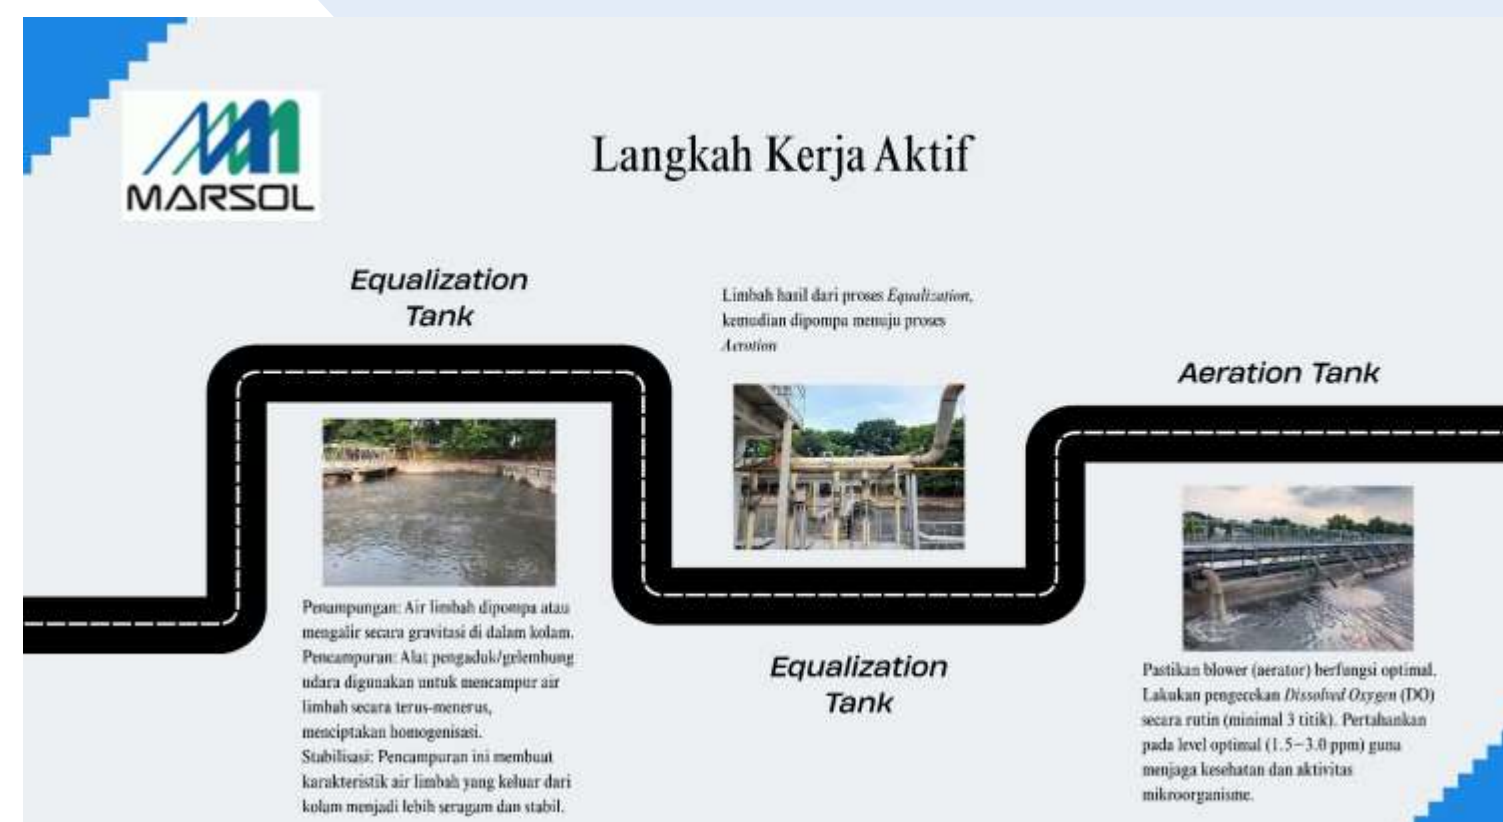 MARSOL
Langkah Kerja Aktif
Equalization
Tank
Penampungan: Air limbah dipompa atau
mengalir secara gravitasi di dalam kolam.
Pencampuran: Alat pengaduk/gelembung
udara digunakan untuk mencampur air
limbah secara terus-menerus,
menciptakan homogenisasi.
Stabilisasi: Pencampuran ini membuat
karakteristik air limbah yang keluar dari
kolam menjadi lebih seragam dan stabil.
Limbah hasil dari proses Equalization,
kemudian dipompa menuju proses
Aerotion
Equalization
Tank
Aeration Tank
Pastikan blower (aerator) berfungsi optimal.
Lakukan pengecekan Dissolved Oxygen (DO)
secara rutin (minimal 3 titik). Pertahankan
pada level optimal (1.5–3.0 ppm) guna
menjaga kesehatan dan aktivitas
mikroorganisme.